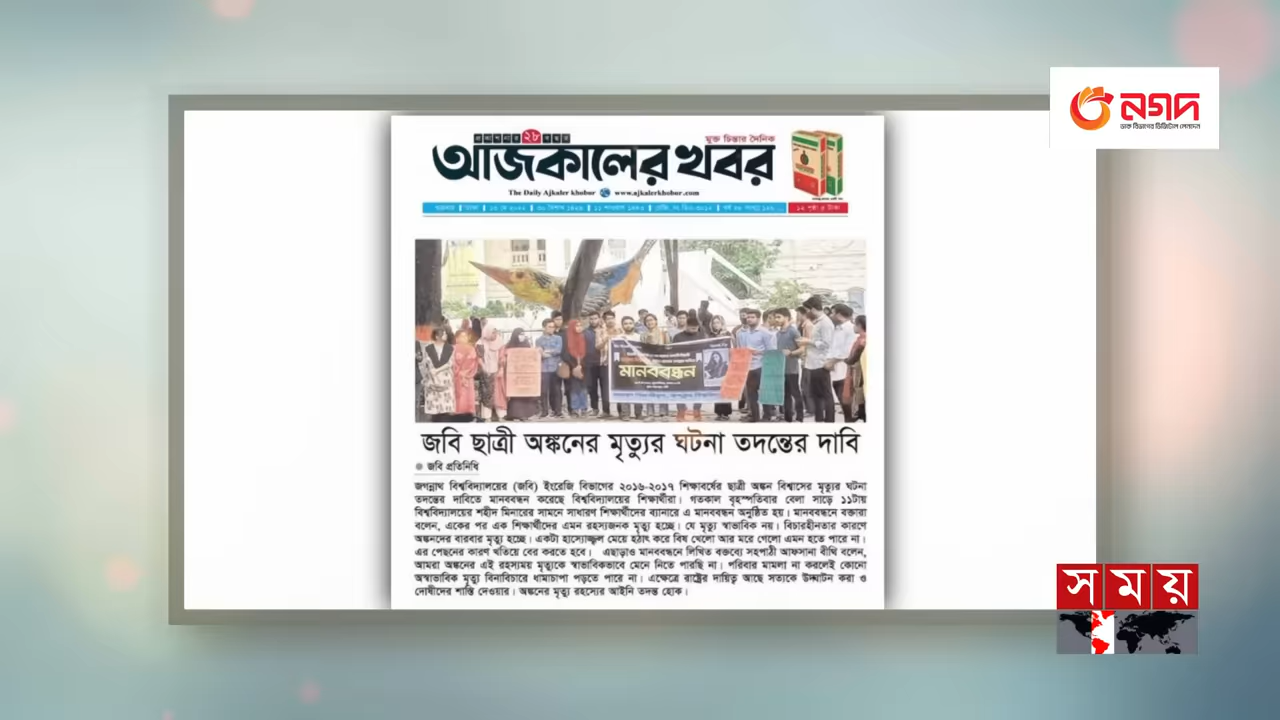 নগদ
ডাক বিভাগের ডিজিটাল লেনদেন
২৮
মুক্ত চিন্তার দৈনিক
আজকালের খবর
The Daily Ajkaler khobor www.ajkalerkhobor.com
১২ পৃষ্ঠা ৫ টাকা
মানববন্ধন
জবি ছাত্রী অঙ্কনের মৃত্যুর ঘটনা তদন্তের দাবি
জবি প্রতিনিধি
জগন্নাথ বিশ্ববিদ্যালয়ের (জবি) ইংরেজি বিভাগের ২০১৬-২০১৭ শিক্ষাবর্ষের ছাত্রী অঙ্কন বিশ্বাসের মৃত্যুর ঘটনা
তদন্তের দাবিতে মানববন্ধন করেছে বিশ্ববিদ্যালয়ের শিক্ষার্থীরা। গতকাল বৃহস্পতিবার বেলা সাড়ে ১১টায়
বিশ্ববিদ্যালয়ের শহীদ মিনারের সামনে সাধারণ শিক্ষার্থীদের ব্যানারে এ মানববন্ধন অনুষ্ঠিত হয়। মানববন্ধনে বক্তারা
বলেন, একের পর এক শিক্ষার্থীদের এমন রহস্যজনক মৃত্যু হচ্ছে। যে মৃত্যু স্বাভাবিক নয়। বিচারহীনতার কারণে
অঙ্কনদের বারবার মৃত্যু হচ্ছে। একটা হাস্যোজ্জ্বল মেয়ে হঠাৎ করে বিষ খেলো আর মরে গেলো এমন হতে পারে না।
এর পেছনের কারণ খতিয়ে বের করতে হবে। এছাড়াও মানববন্ধনে লিখিত বক্তব্যে সহপাঠী আফসানা বীথি বলেন,
আমরা অঙ্কনের এই রহস্যময় মৃত্যুকে স্বাভাবিকভাবে মেনে নিতে পারছি না। পরিবার মামলা না করলেই কোনো
অস্বাভাবিক মৃত্যু বিনাবিচারে ধামাচাপা পড়তে পারে না। এক্ষেত্রে রাষ্ট্রের দায়িত্ব আছে সত্যকে উদ্ঘাটন করা ও
দোষীদের শাস্তি দেওয়ার। অঙ্কনের মৃত্যু রহস্যের আইনি তদন্ত হোক।
সময়